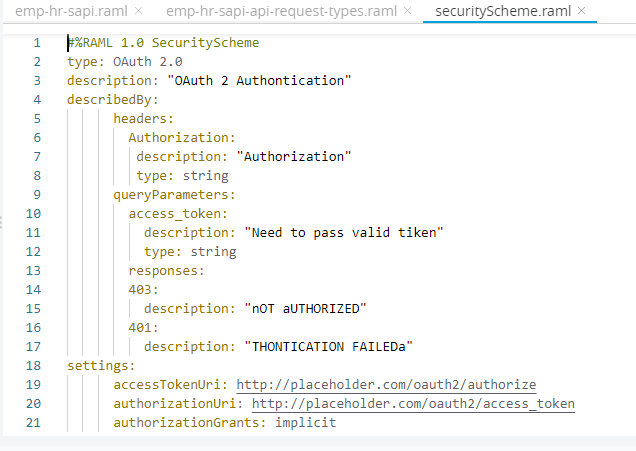 emp-hr-sapi.raml × emp-hr-sapi-api-request-types.raml × securityScheme.raml ×
1 #%RAML 1.0 SecurityScheme
2 type: OAuth 2.0
3 description: "OAuth 2 Authontication"
4 describedBy:
5 headers:
6 Authorization:
7 description: "Authorization"
8 type: string
9 queryParameters:
10 access_token:
11 description: "Need to pass valid tiken"
12 type: string
13 responses:
14 403:
15 description: "nOT aUTHORIZED"
16 401:
17 description: "THONTICATION FAILEDa"
18 settings:
19 accessTokenUri: http://placeholder.com/oauth2/authorize
20 authorizationUri: http://placeholder.com/oauth2/access_token
21 authorizationGrants: implicit